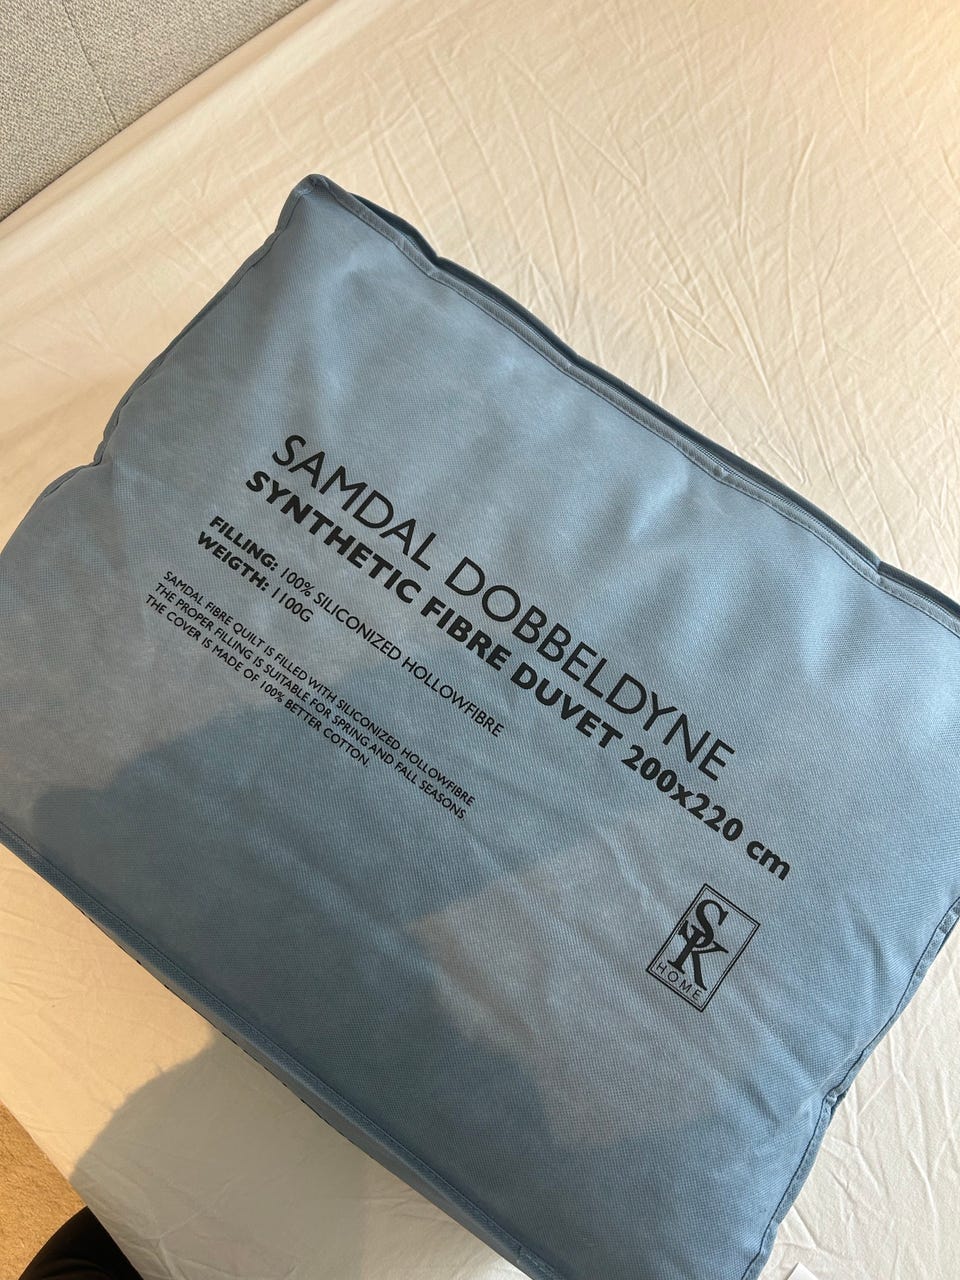 SAMDAL DOBBELDYNE
SYNTHETIC FIBRE DUVET 200x220 cm
FILLING: 100% SILICONIZED HOLLOWFIBRE
WEIGTH: 1100G
SAMDAL FIBRE QUILT IS FILLED WITH SILICONIZED HOLLOWFIBRE
THE PROPER FILLING IS SUITABLE FOR SPRING AND FALL SEASONS
THE COVER IS MADE OF 100% BETTER COTTON.
SK
HOME